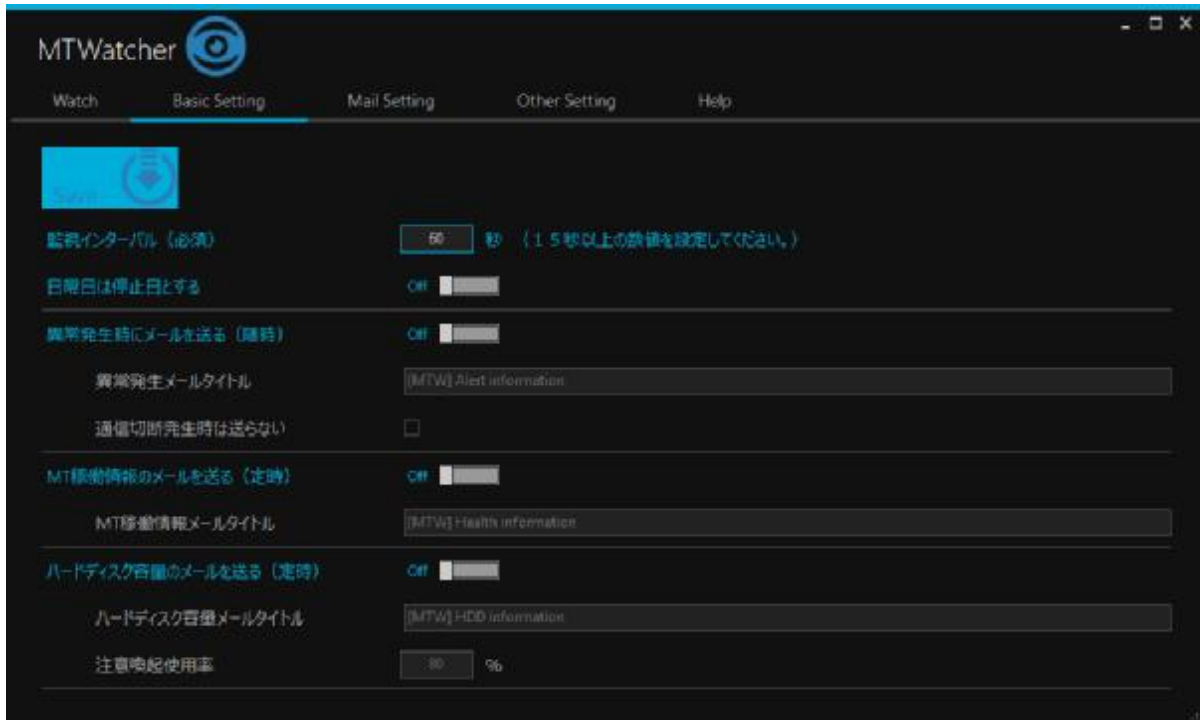 MTWatcher
Watch Basic Setting Mail Setting Other Setting Help
Save
監視インターバル（必須） 60 秒 （１５秒以上の数値を設定してください。）
日曜日は停止日とする Off
異常発生時にメールを送る（随時） Off
異常発生メールタイトル [MTW] Alert information
通信切断発生時は送らない
MT稼働情報のメールを送る（定時） Off
MT稼働情報メールタイトル [MTW] Health information
ハードディスク容量のメールを送る（定時） Off
ハードディスク容量メールタイトル [MTW] HDD information
注意喚起使用率 80 %